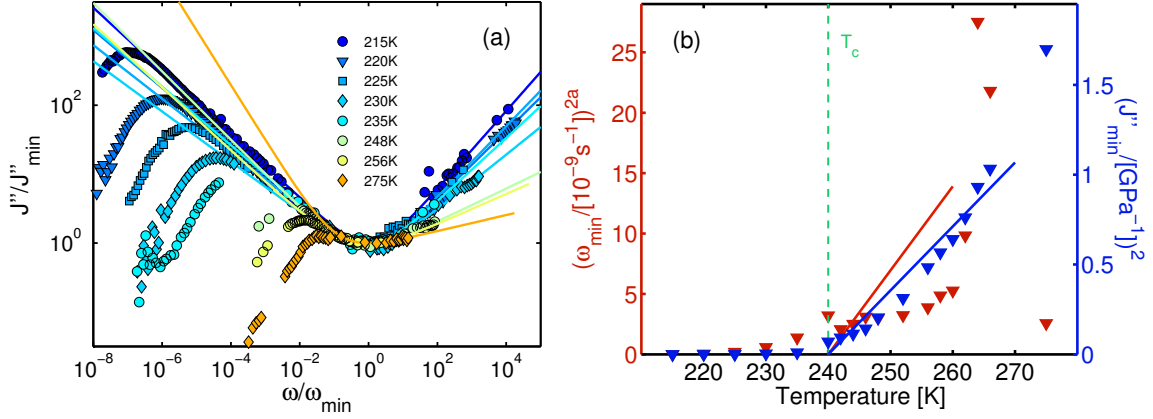 (a)
J''/J''min
10^2
10^0
215K
220K
225K
230K
235K
248K
256K
275K
10^−8 10^−6 10^−4 10^−2 10^0 10^2 10^4
ω/ωmin
(b)
Tc
(ωmin/[10^−9 s^−1])^2a
25
20
15
10
5
0
(J''min/[GPa^−1])^2
1.5
1
0.5
0
220 230 240 250 260 270
Temperature [K]